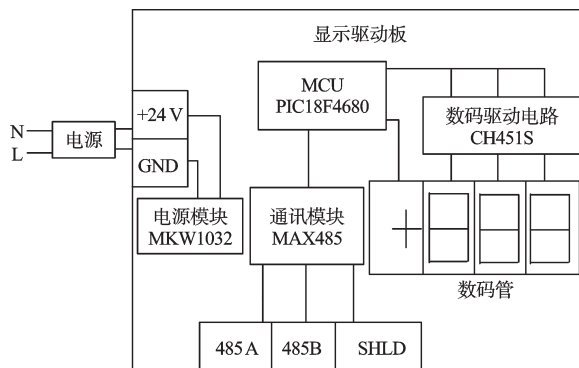 显示驱动板
MCU
PIC18F4680
+24 V
数码驱动电路
CH451S
N
L
电源
GND
电源模块
MKW1032
通讯模块
MAX485
数码管
485A
485B
SHLD